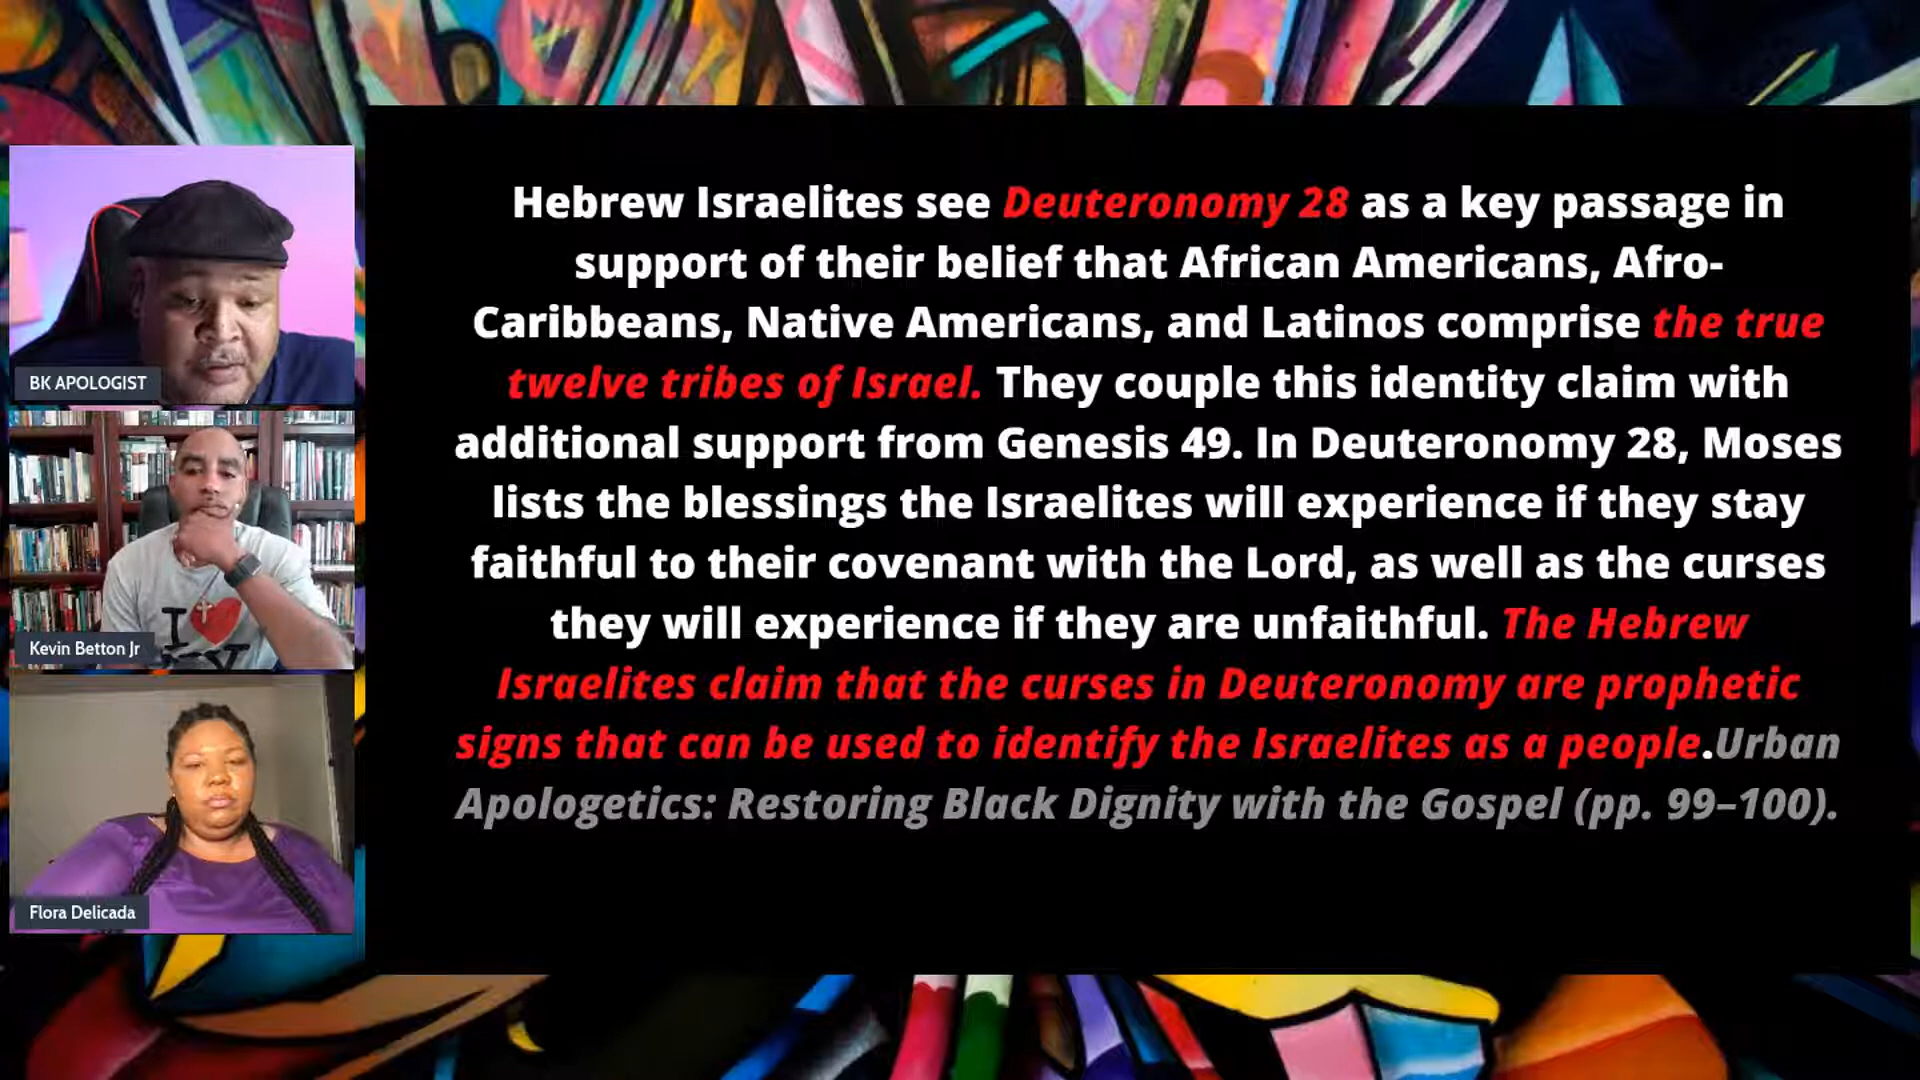 Hebrew Israelites see Deuteronomy 28 as a key passage in
support of their belief that African Americans, Afro-
Caribbeans, Native Americans, and Latinos comprise the true
twelve tribes of Israel. They couple this identity claim with
additional support from Genesis 49. In Deuteronomy 28, Moses
lists the blessings the Israelites will experience if they stay
faithful to their covenant with the Lord, as well as the curses
they will experience if they are unfaithful. The Hebrew
Israelites claim that the curses in Deuteronomy are prophetic
signs that can be used to identify the Israelites as a people.Urban
Apologetics: Restoring Black Dignity with the Gospel (pp. 99–100).
BK APOLOGIST
I
Kevin Betton Jr
Flora Delicada